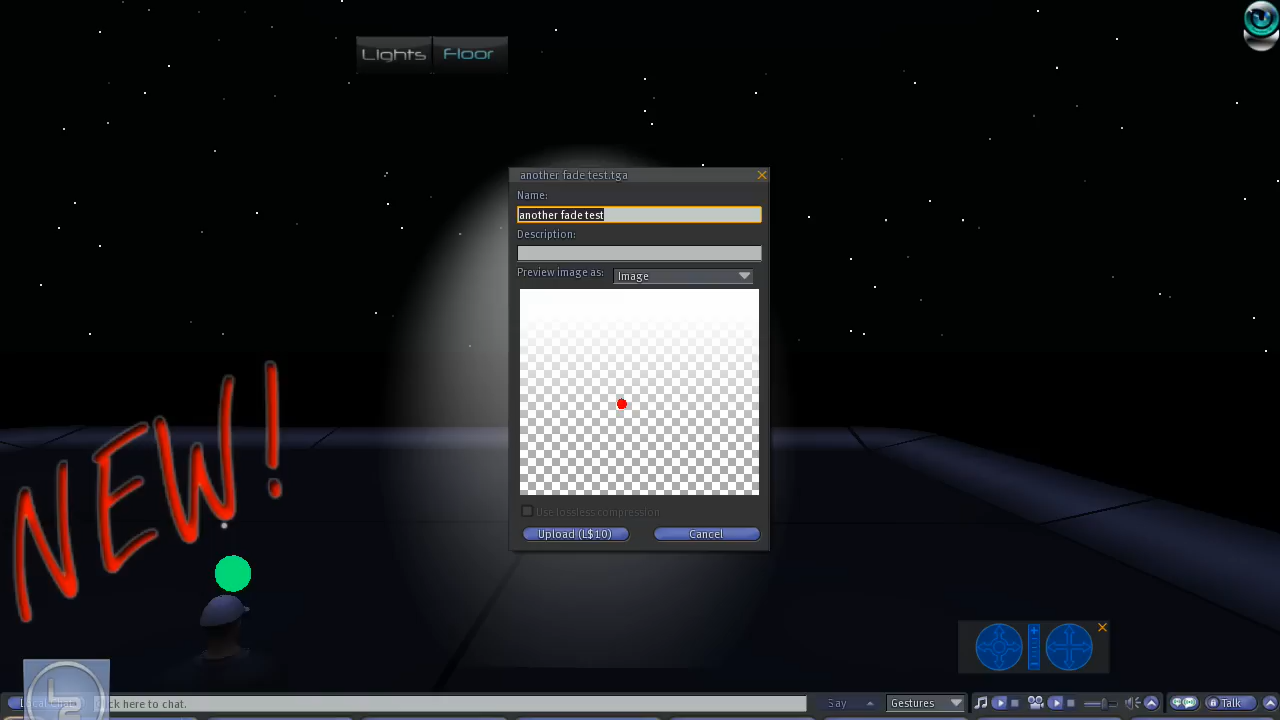 Lights Floor
another fade test.tga
Name:
another fade test
Description:
Preview image as: Image
Use lossless compression
Upload (L$10) Cancel
NEW!
Click here to chat.
Say
Gestures
Talk